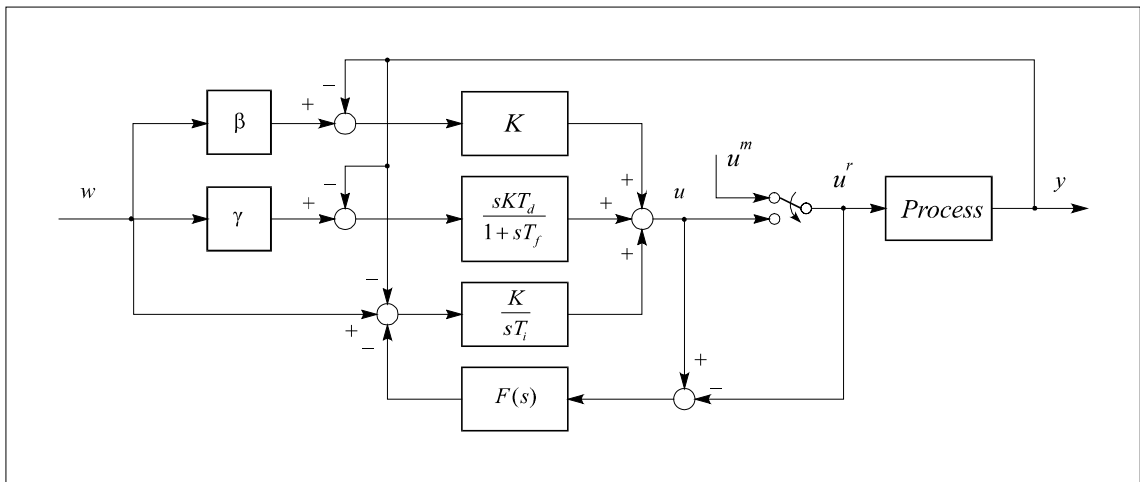 −
+
β
K
w
−
+
γ
sKT_d
1 + sT_f
+
+
+
u
u^m
u^r
Process
y
−
+
−
K
sT_i
F(s)
+
−